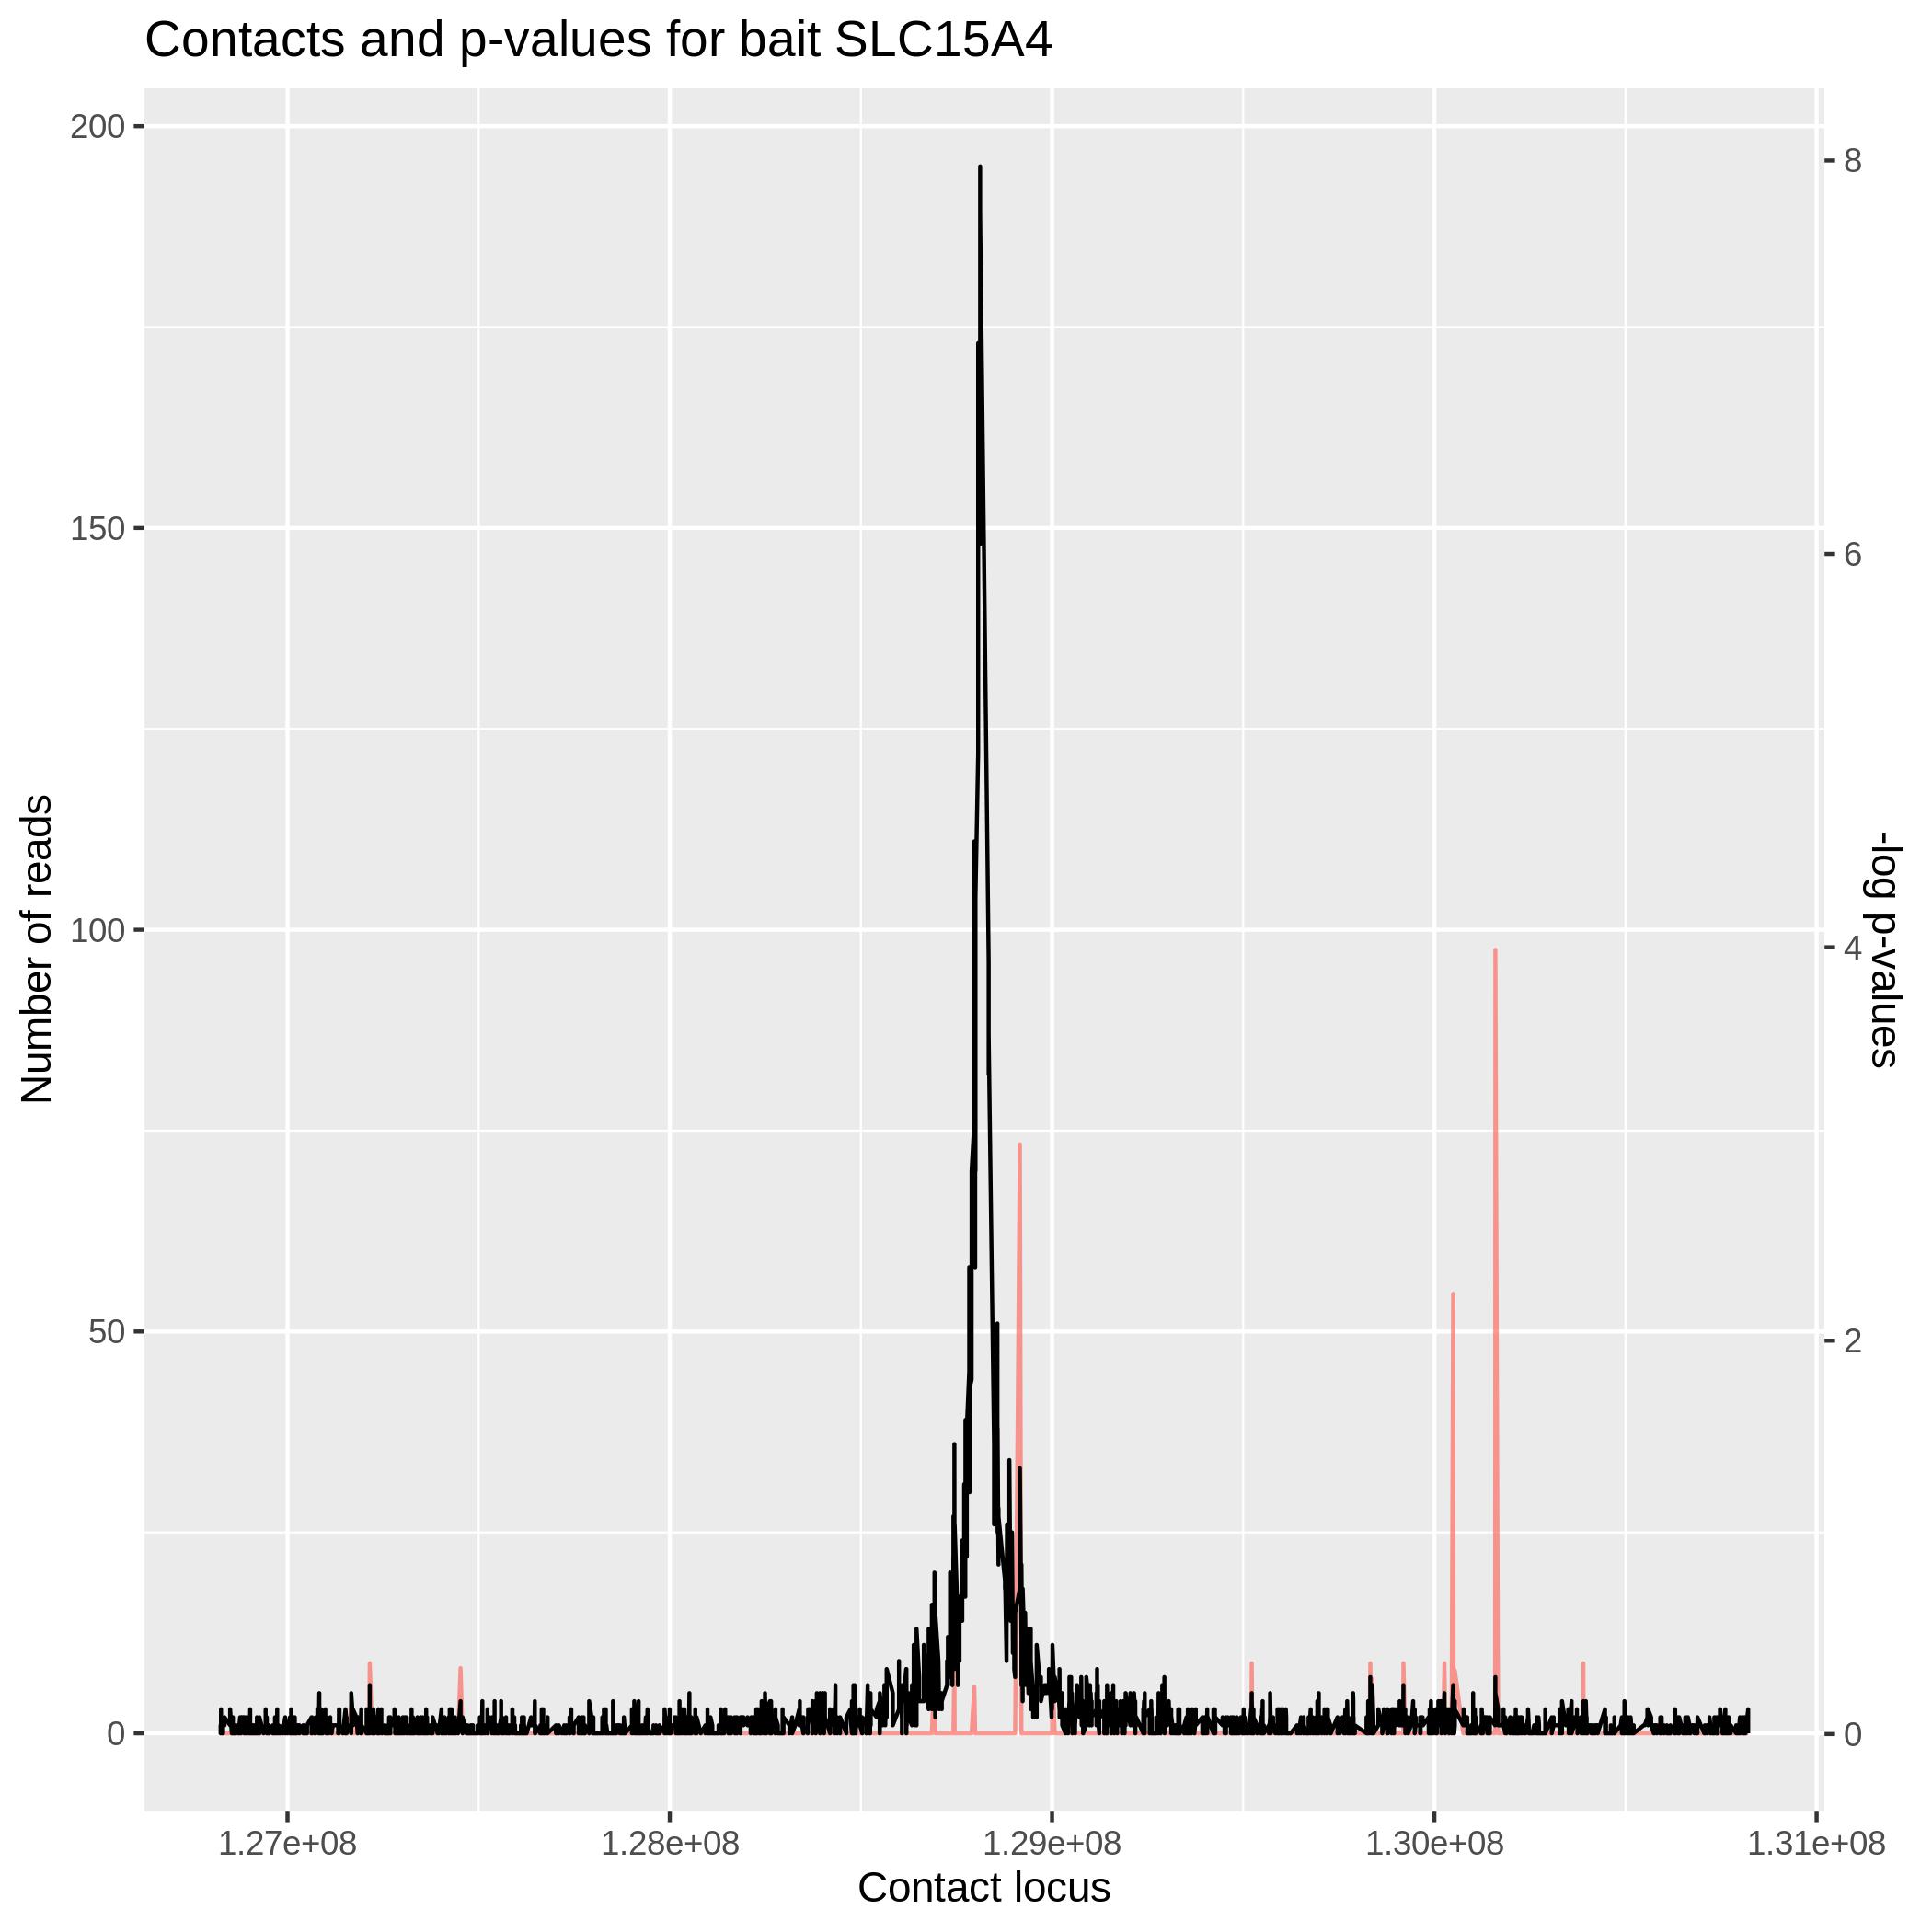 Contacts and p-values for bait SLC15A4
200
150
100
50
0
Number of reads
8
6
4
2
0
-log p-values
1.27e+08
1.28e+08
1.29e+08
1.30e+08
1.31e+08
Contact locus